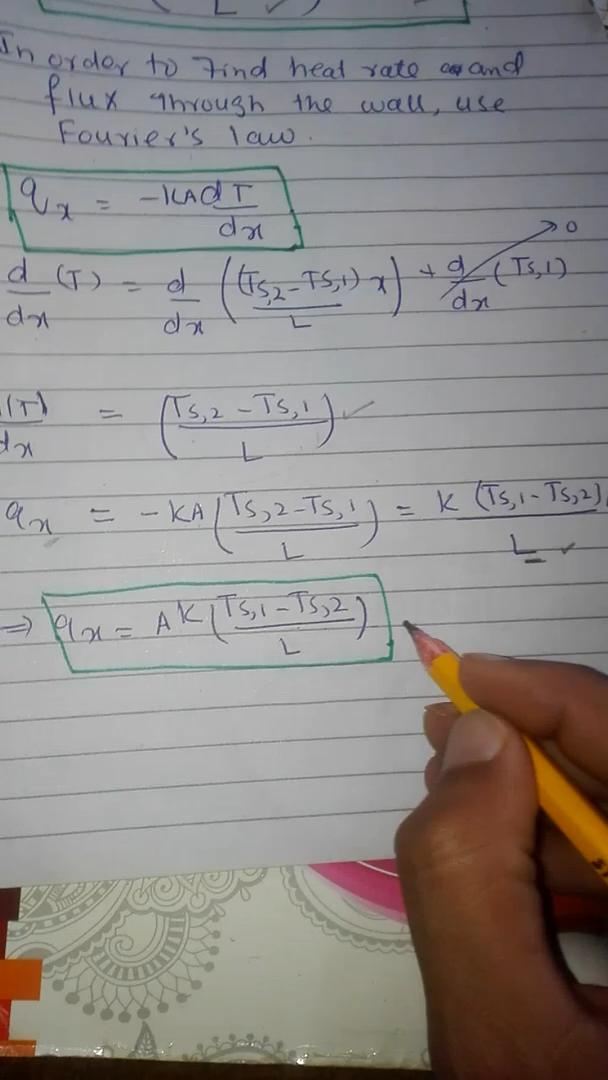 L
In order to Find heat rate and
flux through the wall, use
Fourier's law.
qx = -KA dT/dx
d/dx (T) = d/dx ((Ts,2 - Ts,1)/L x) + d/dx (Ts,1) → 0
(T)/dx = (Ts,2 - Ts,1 / L) ✓
qx = -KA (Ts,2 - Ts,1 / L) = K (Ts,1 - Ts,2) / L ✓
⇒ qx = AK (Ts,1 - Ts,2 / L)